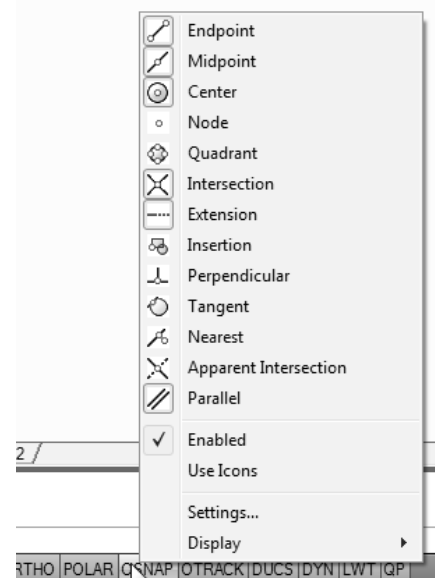 Endpoint
Midpoint
Center
Node
Quadrant
Intersection
Extension
Insertion
Perpendicular
Tangent
Nearest
Apparent Intersection
Parallel
Enabled
2
Use Icons
Settings...
Display
RTHO POLAR OSNAP OTRACK DUCS DYN LWT QP